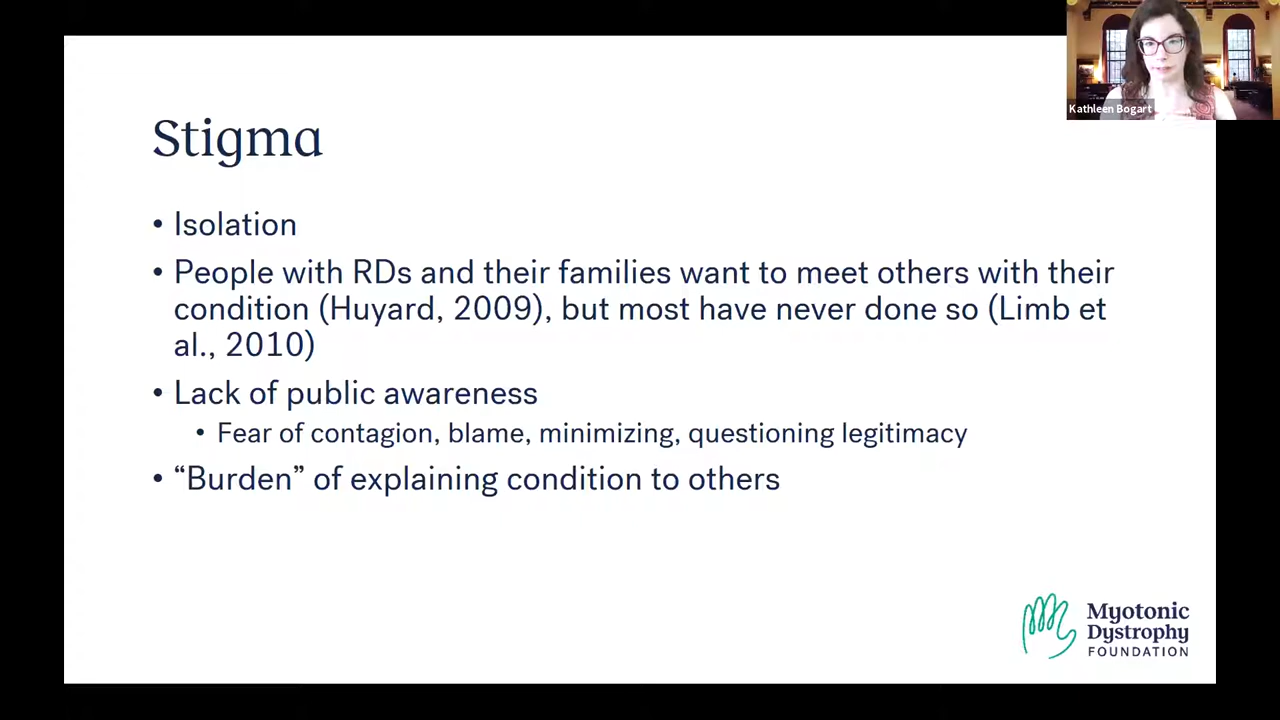 Kathleen Bogart
Stigma
• Isolation
• People with RDs and their families want to meet others with their
condition (Huyard, 2009), but most have never done so (Limb et
al., 2010)
• Lack of public awareness
• Fear of contagion, blame, minimizing, questioning legitimacy
• “Burden” of explaining condition to others
Myotonic
Dystrophy
FOUNDATION